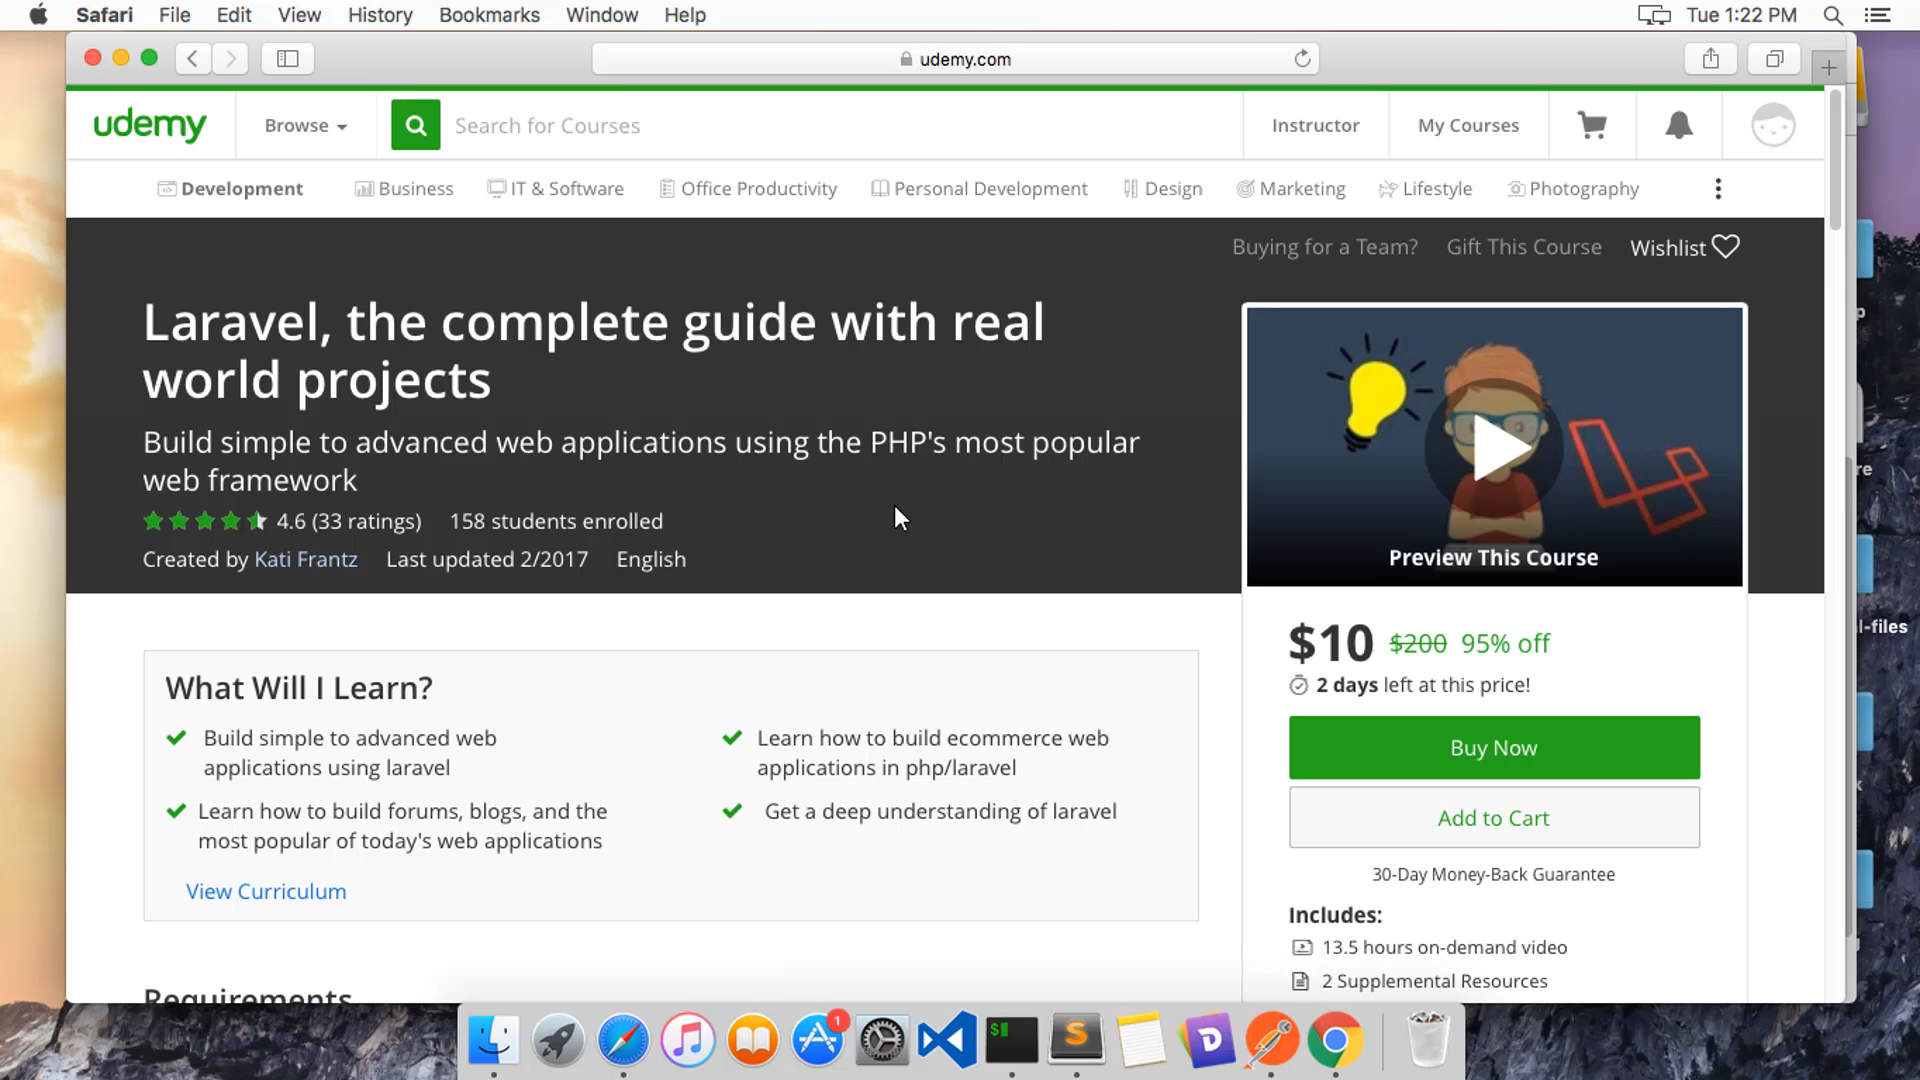 Safari File Edit View History Bookmarks Window Help Tue 1:22 PM
udemy.com
udemy Browse Search for Courses Instructor My Courses
Development Business IT & Software Office Productivity Personal Development Design Marketing Lifestyle Photography
Buying for a Team? Gift This Course Wishlist
Laravel, the complete guide with real
world projects
Build simple to advanced web applications using the PHP's most popular
web framework
4.6 (33 ratings) 158 students enrolled
Created by Kati Frantz Last updated 2/2017 English
Preview This Course
$10 $200 95% off
2 days left at this price!
Buy Now
Add to Cart
30-Day Money-Back Guarantee
Includes:
13.5 hours on-demand video
2 Supplemental Resources
What Will I Learn?
Build simple to advanced web
applications using laravel
Learn how to build forums, blogs, and the
most popular of today's web applications
Learn how to build ecommerce web
applications in php/laravel
Get a deep understanding of laravel
View Curriculum
Requirements
l-files
1
$
S
D